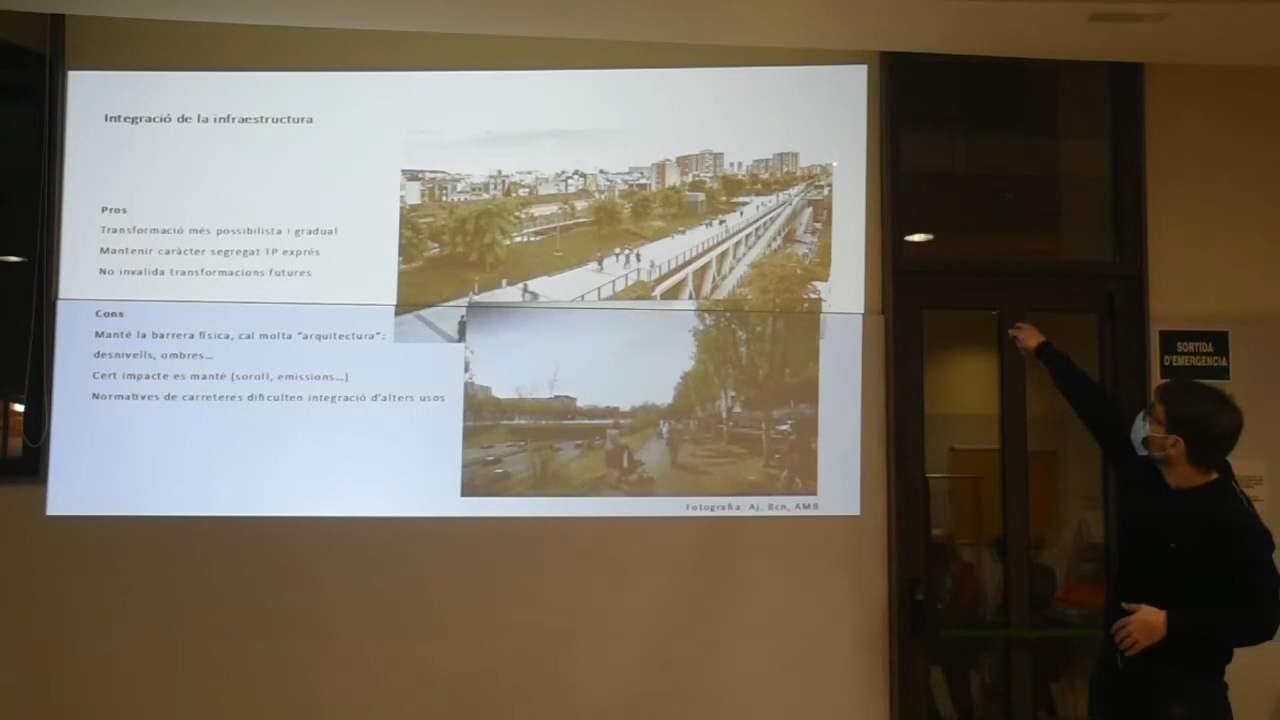 Integració de la infraestructura
Pros
Transformació més possibilista i gradual
Mantenir caràcter segregat TP exprés
No invalida transformacions futures
Cons
Manté la barrera física, cal molta “arquitectura”:
desnivells, ombres…
Cert impacte es manté (soroll, emissions…)
Normatives de carreteres dificulten integració d’alters usos
Fotografia: Aj. Bcn, AMB
SORTIDA
D'EMERGENCIA